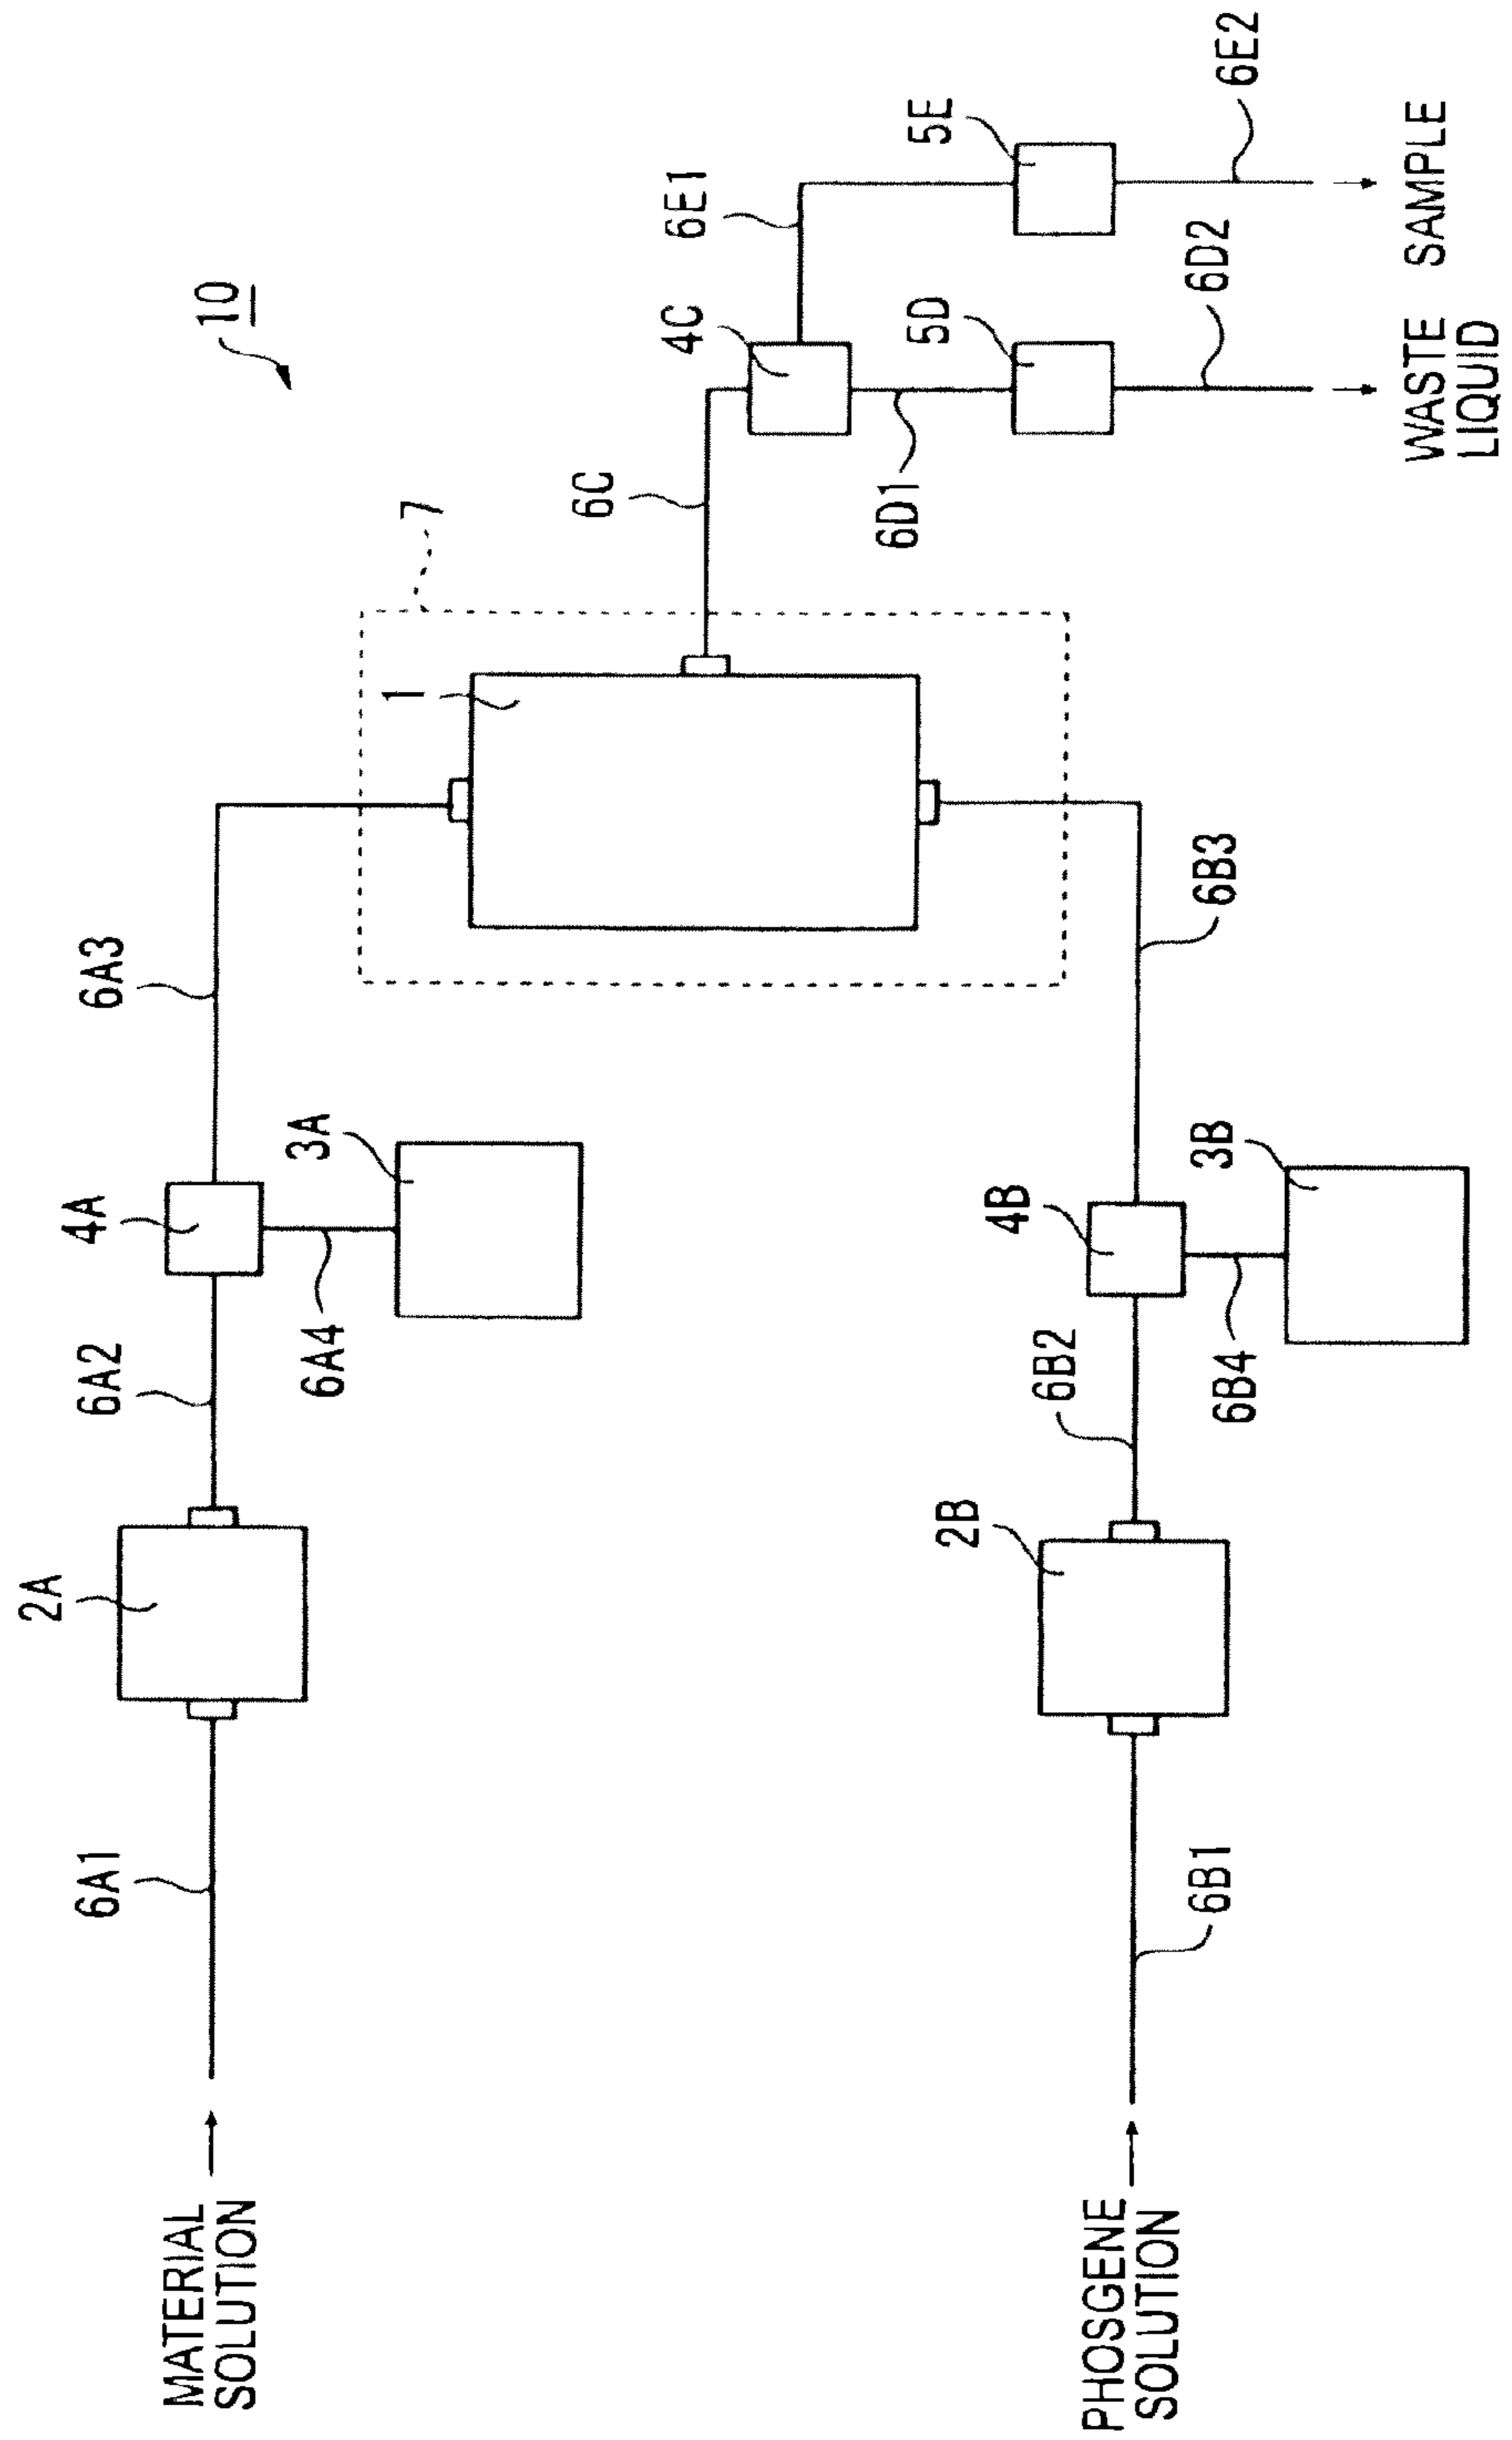 10
7
1
6A3
4A
3A
6A4
6A2
2A
6A1
MATERIAL
SOLUTION
6C
4C
6E1
5E
6E2
SAMPLE
5D
6D1
6D2
WASTE
LIQUID
6B3
4B
3B
6B4
6B2
2B
6B1
PHOSGENE
SOLUTION